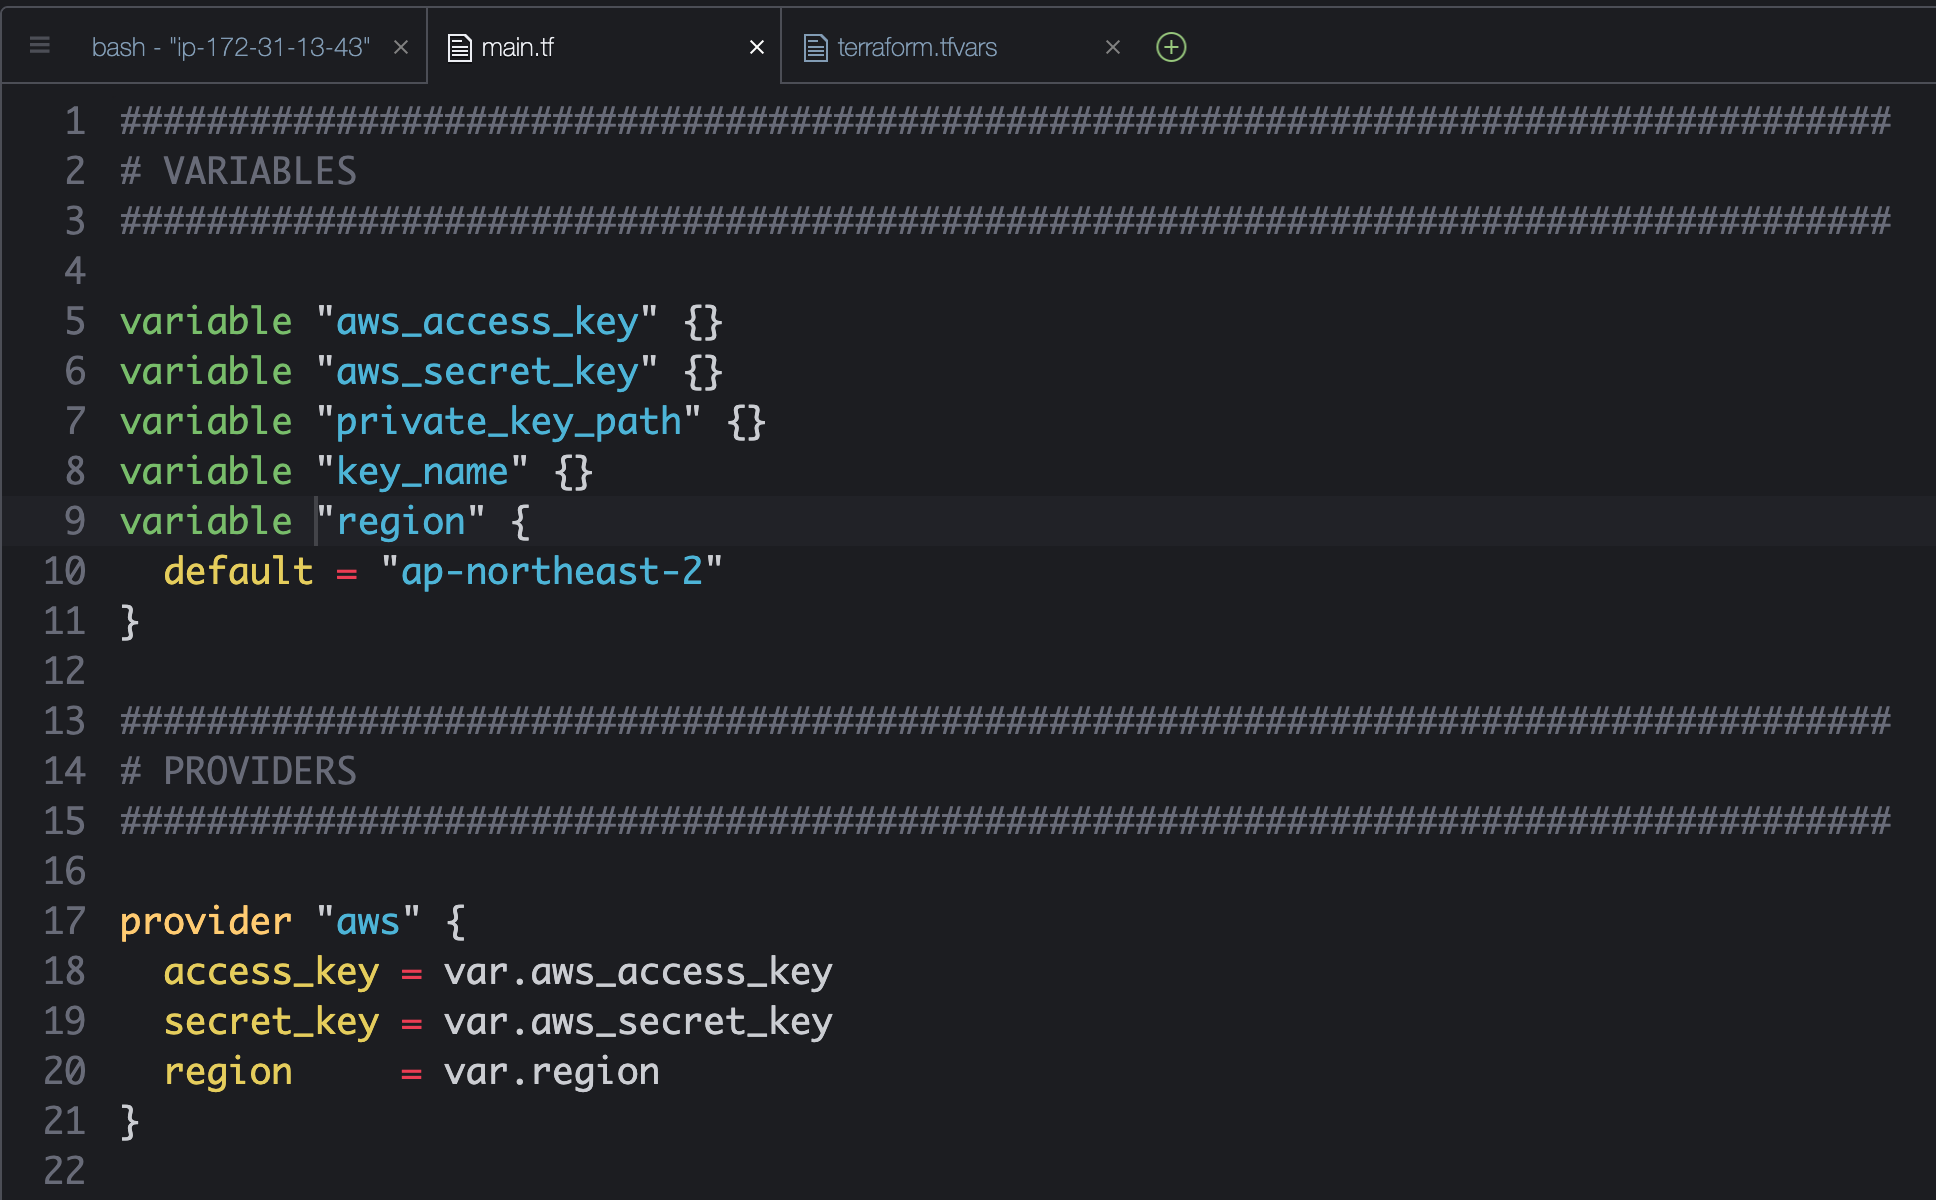 bash - "ip-172-31-13-43" × main.tf × terraform.tfvars ×
1 ##################################################################################
2 # VARIABLES
3 ##################################################################################
4
5 variable "aws_access_key" {}
6 variable "aws_secret_key" {}
7 variable "private_key_path" {}
8 variable "key_name" {}
9 variable "region" {
10   default = "ap-northeast-2"
11 }
12
13 ##################################################################################
14 # PROVIDERS
15 ##################################################################################
16
17 provider "aws" {
18   access_key = var.aws_access_key
19   secret_key = var.aws_secret_key
20   region     = var.region
21 }
22